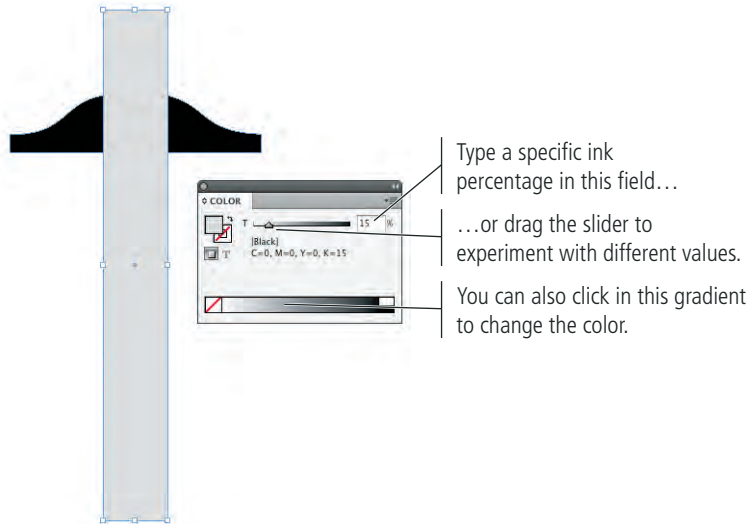 Type a specific ink
percentage in this field…
COLOR
T 15 %
…or drag the slider to
experiment with different values.
[Black]
T C=0, M=0, Y=0, K=15
You can also click in this gradient
to change the color.